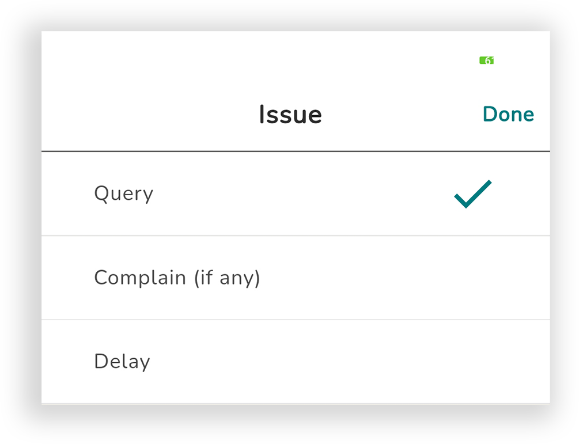 Issue
Done
Query
Complain (if any)
Delay